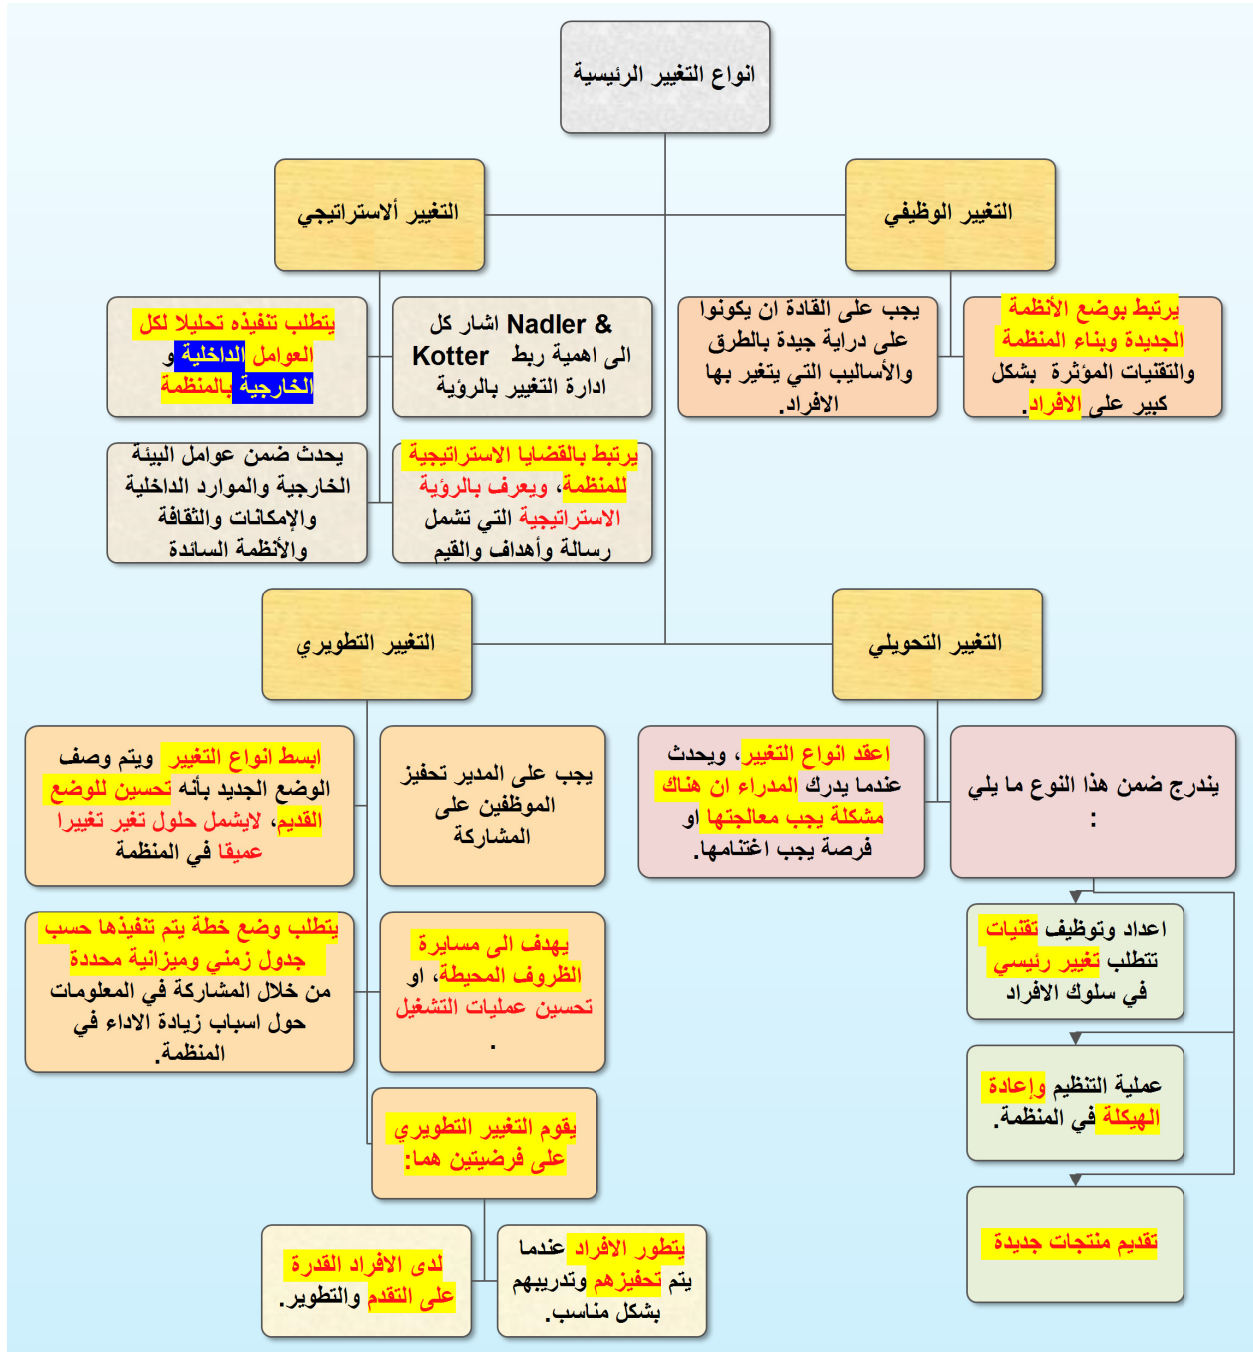 انواع التغيير الرئيسية
التغيير الوظيفي
يرتبط بوضع الأنظمة
الجديدة وبناء المنظمة
والتقنيات المؤثرة بشكل
كبير على الافراد.
يجب على القادة ان يكونوا
على دراية جيدة بالطرق
والأساليب التي يتغير بها
الافراد.
التغيير ألاستراتيجي
اشار كل Nadler &
Kotter الى اهمية ربط
ادارة التغيير بالرؤية
يتطلب تنفيذه تحليلا لكل
العوامل الداخلية و
الخارجية بالمنظمة
يرتبط بالقضايا الاستراتيجية
للمنظمة، ويعرف بالرؤية
الاستراتيجية التي تشمل
رسالة وأهداف والقيم
يحدث ضمن عوامل البيئة
الخارجية والموارد الداخلية
والإمكانات والثقافة
والأنظمة السائدة
التغيير التحويلي
يندرج ضمن هذا النوع ما يلي
:
اعقد انواع التغيير، ويحدث
عندما يدرك المدراء ان هناك
مشكلة يجب معالجتها او
فرصة يجب اغتنامها.
اعداد وتوظيف تقنيات
تتطلب تغيير رئيسي
في سلوك الافراد
عملية التنظيم وإعادة
الهيكلة في المنظمة.
تقديم منتجات جديدة
التغيير التطويري
يجب على المدير تحفيز
الموظفين على
المشاركة
ابسط انواع التغيير ويتم وصف
الوضع الجديد بأنه تحسين للوضع
القديم، لايشمل حلول تغير تغييرا
عميقا في المنظمة
يهدف الى مسايرة
الظروف المحيطة، او
تحسين عمليات التشغيل
.
يتطلب وضع خطة يتم تنفيذها حسب
جدول زمني وميزانية محددة
من خلال المشاركة في المعلومات
حول اسباب زيادة الاداء في
المنظمة.
يقوم التغيير التطويري
على فرضيتين هما:
يتطور الافراد عندما
يتم تحفيزهم وتدريبهم
بشكل مناسب.
لدى الافراد القدرة
على التقدم والتطوير.